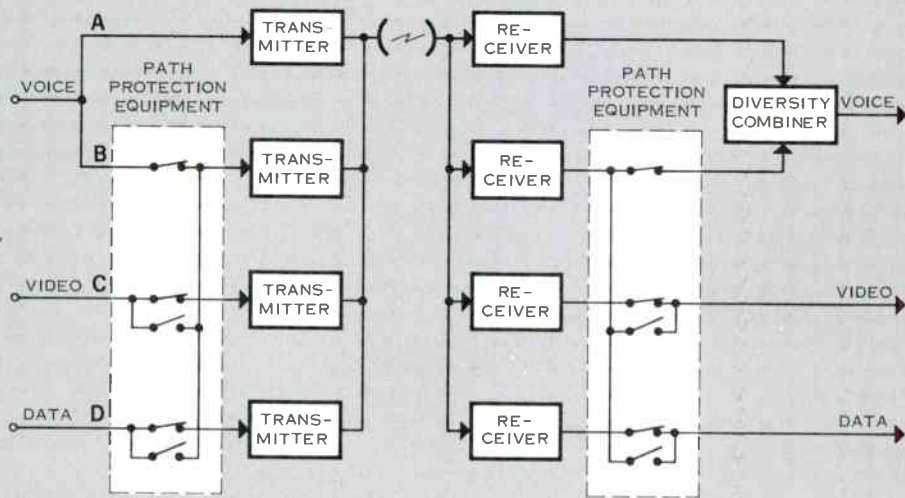 A
TRANS-
MITTER
RE-
CEIVER
VOICE
PATH
PROTECTION
EQUIPMENT
PATH
PROTECTION
EQUIPMENT
DIVERSITY
COMBINER
VOICE
B
TRANS-
MITTER
RE-
CEIVER
VIDEO
C
TRANS-
MITTER
RE-
CEIVER
VIDEO
DATA
D
TRANS-
MITTER
RE-
CEIVER
DATA